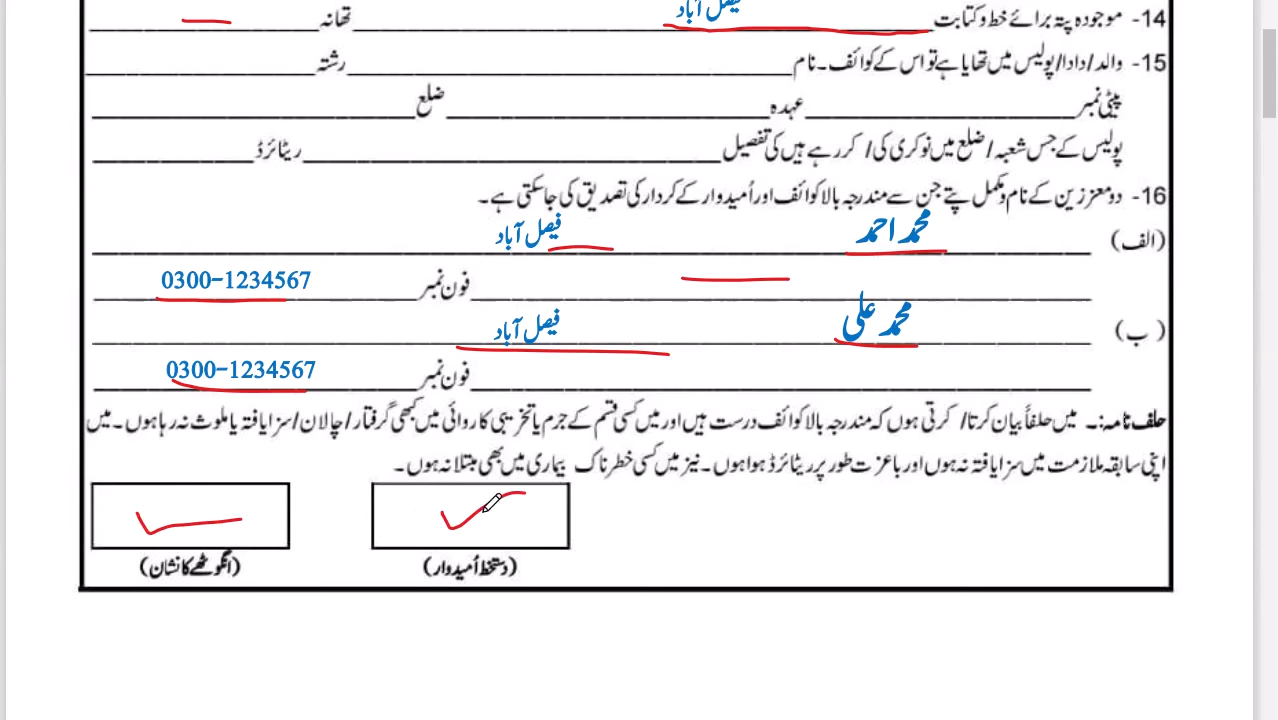 14- موجودہ پتہ برائے خط و کتابت فیصل آباد تھانہ
15- والد/دادا/پولیس میں تھا یا ہے تو اس کے کوائف۔ نام رشتہ
پیٹی نمبر عہدہ ضلع
پولیس کے جس شعبہ/ضلع میں نوکری کی/کر رہے ہیں کی تفصیل ریٹائرڈ
16- دو معززین کے نام و مکمل پتے جن سے مندرجہ بالا کوائف اور اُمیدوار کے کردار کی تصدیق کی جاسکتی ہے۔
(الف) محمد احمد فیصل آباد
فون نمبر 0300-1234567
(ب) محمد علی فیصل آباد
فون نمبر 0300-1234567
حلف نامہ:۔ میں حلفاً بیان کرتا/کرتی ہوں کہ مندرجہ بالا کوائف درست ہیں اور میں کسی قسم کے جرم یا تخریبی کاروائی میں کبھی گرفتار/چالان/سزا یافتہ یا ملوث نہ رہا ہوں۔ میں
اپنی سابقہ ملازمت میں سزا یافتہ نہ ہوں اور باعزت طور پر ریٹائرڈ ہوا ہوں۔ نیز میں کسی خطرناک بیماری میں بھی مبتلا نہ ہوں۔
(دستخط اُمیدوار) (انگوٹھے کا نشان)